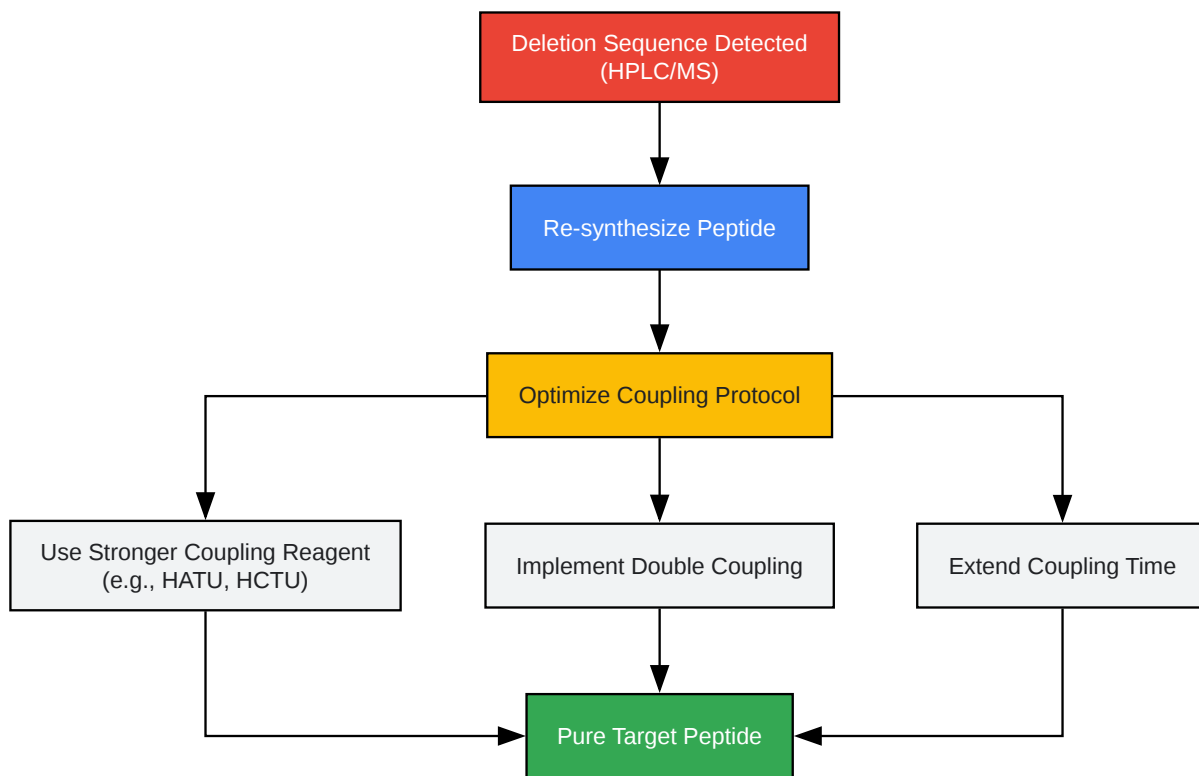 Deletion Sequence Detected
(HPLC/MS)
Re-synthesize Peptide
Optimize Coupling Protocol
Use Stronger Coupling Reagent
(e.g., HATU, HCTU)
Implement Double Coupling
Extend Coupling Time
Pure Target Peptide